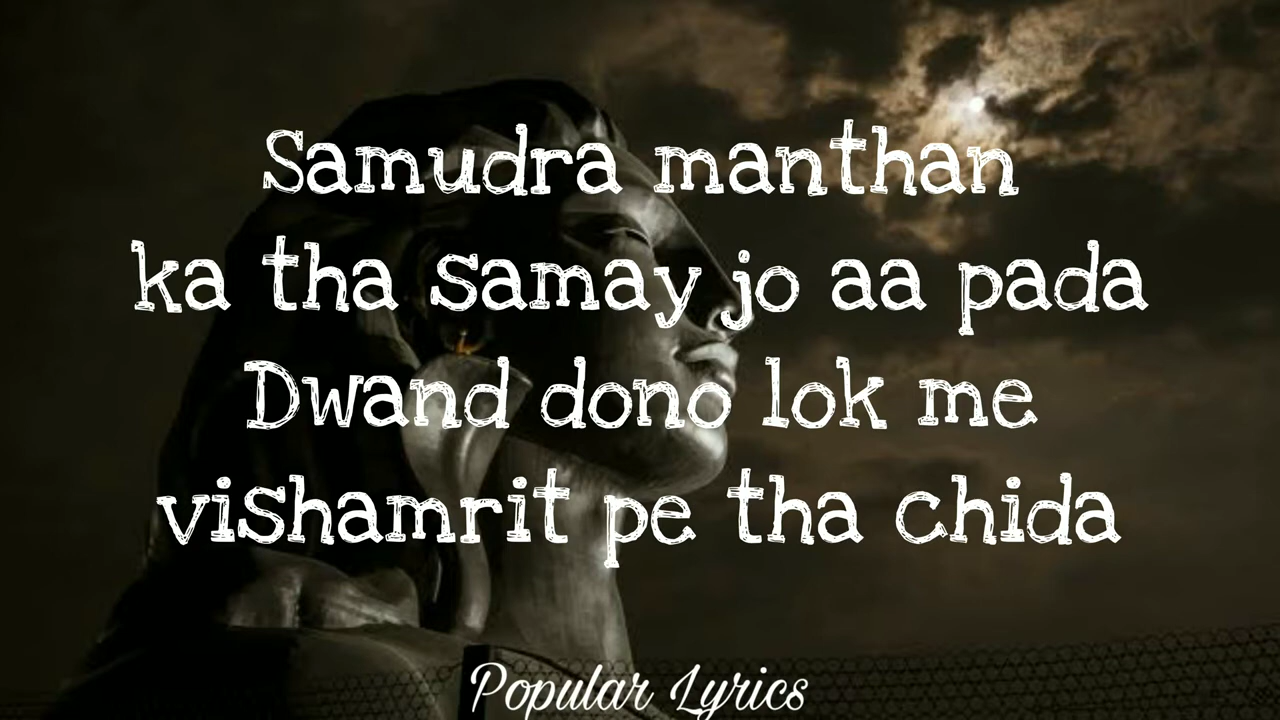 Samudra manthan
ka tha samay jo aa pada
Dwand dono lok me
vishamrit pe tha chida
Popular Lyrics